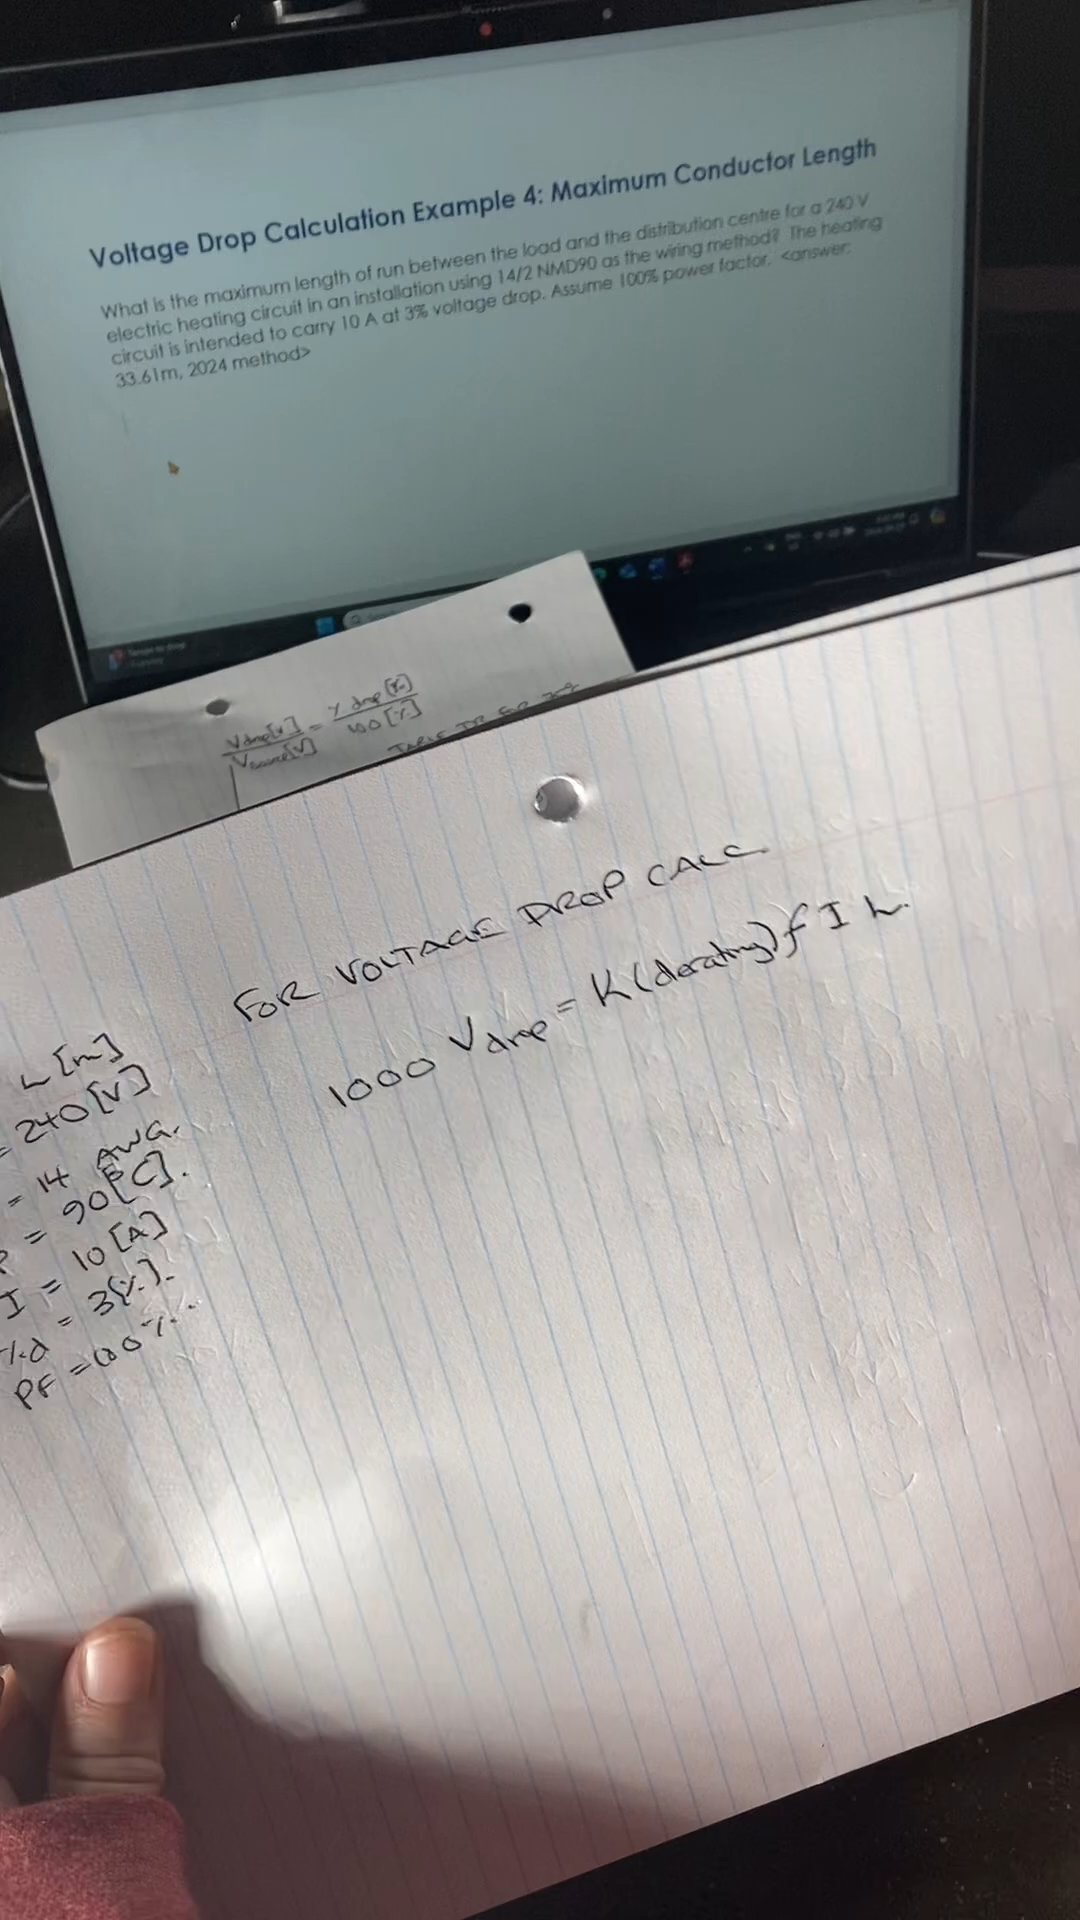 Voltage Drop Calculation Example 4: Maximum Conductor Length
What is the maximum length of run between the load and the distribution centre for a 240 V
electric heating circuit in an installation using 14/2 NMD90 as the wiring method? The heating
circuit is intended to carry 10 A at 3% voltage drop. Assume 100% power factor. <answer:
33.61m, 2024 method>
Vdrop[V] = % drop [%]
Vsource[V] 100 [%]
TABLE FOR
FOR VOLTAGE DROP CALC
1000 Vdrop = K(derating) f I L.
L [m]
= 240 [V]
= 14 AWG.
= 90 [°C].
I = 10 [A]
%d = 3[%].
PF = 100%.